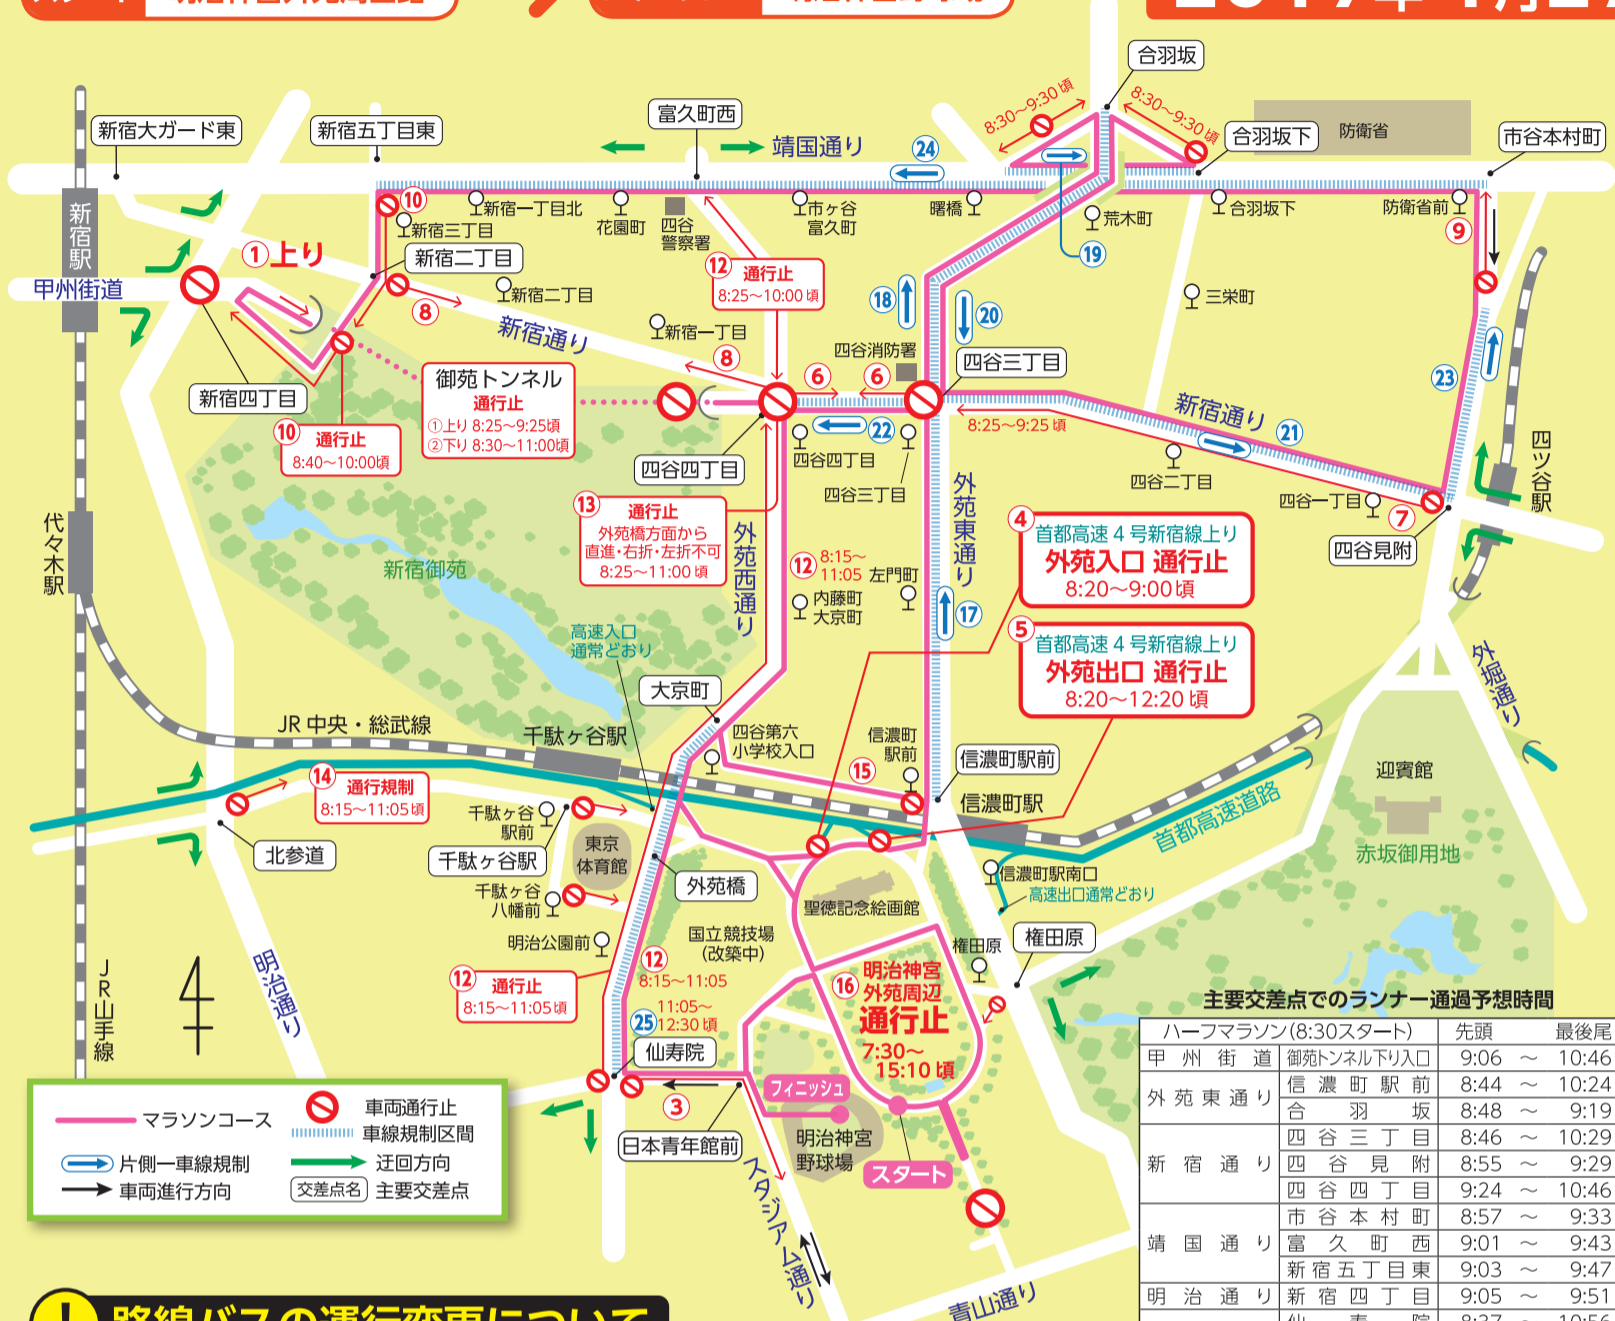 合羽坂
8:30～9:30頃
8:30～9:30頃
新宿大ガード東
新宿五丁目東
富久町西
靖国通り
24
合羽坂下
防衛省
市谷本村町
新宿駅
10
新宿三丁目
新宿一丁目北
花園町
四谷
警察署
市ヶ谷
富久町
曙橋
荒木町
合羽坂下
防衛省前
9
19
①上り
新宿二丁目
甲州街道
8
新宿二丁目
新宿通り
新宿一丁目
8
12 通行止
8:25～10:00頃
18
20
三栄町
四谷消防署
四谷三丁目
6
6
22
新宿四丁目
御苑トンネル
通行止
①上り 8:25～9:25頃
②下り 8:30～11:00頃
10 通行止
8:40～10:00頃
四谷四丁目
四谷四丁目
四谷三丁目
8:25～9:25頃
新宿通り
21
23
四谷二丁目
四谷一丁目
7
四谷見附
四ツ谷駅
13 通行止
外苑橋方面から
直進・右折・左折不可
8:25～11:00頃
外苑西通り
12 8:15～
11:05
内藤町
大京町
左門町
外苑東通り
17
4 首都高速4号新宿線上り
外苑入口 通行止
8:20～9:00頃
5 首都高速4号新宿線上り
外苑出口 通行止
8:20～12:20頃
代々木駅
新宿御苑
高速入口
通常どおり
大京町
外堀通り
JR中央・総武線
千駄ヶ谷駅
四谷第六
小学校入口
信濃町
駅前
15
信濃町駅前
信濃町駅
首都高速道路
迎賓館
赤坂御用地
14 通行規制
8:15～11:05頃
北参道
千駄ヶ谷
駅前
千駄ヶ谷駅
東京
体育館
千駄ヶ谷
八幡前
外苑橋
聖徳記念絵画館
信濃町駅南口
高速出口通常どおり
明治公園前
国立競技場
(改築中)
権田原
権田原
12 通行止
8:15～11:05頃
12
8:15～11:05
25 11:05～
12:30頃
仙寿院
16 明治神宮
外苑周辺
通行止
7:30～
15:10頃
JR山手線
明治通り
フィニッシュ
3
日本青年館前
明治神宮
野球場
スタート
スタジアム通り
青山通り
マラソンコース
車両通行止
車線規制区間
片側一車線規制
迂回方向
車両進行方向
交差点名 主要交差点
主要交差点でのランナー通過予想時間
ハーフマラソン(8:30スタート) 先頭 最後尾
甲州街道 御苑トンネル下り入口 9:06 ～ 10:46
外苑東通り 信濃町駅前 8:44 ～ 10:24
合羽坂 8:48 ～ 9:19
新宿通り 四谷三丁目 8:46 ～ 10:29
四谷見附 8:55 ～ 9:29
四谷四丁目 9:24 ～ 10:46
靖国通り 市谷本村町 8:57 ～ 9:33
富久町西 9:01 ～ 9:43
新宿五丁目東 9:03 ～ 9:47
明治通り 新宿四丁目 9:05 ～ 9:51
仙寿院 8:37 ～ 10:56
路線バスの運行変更について